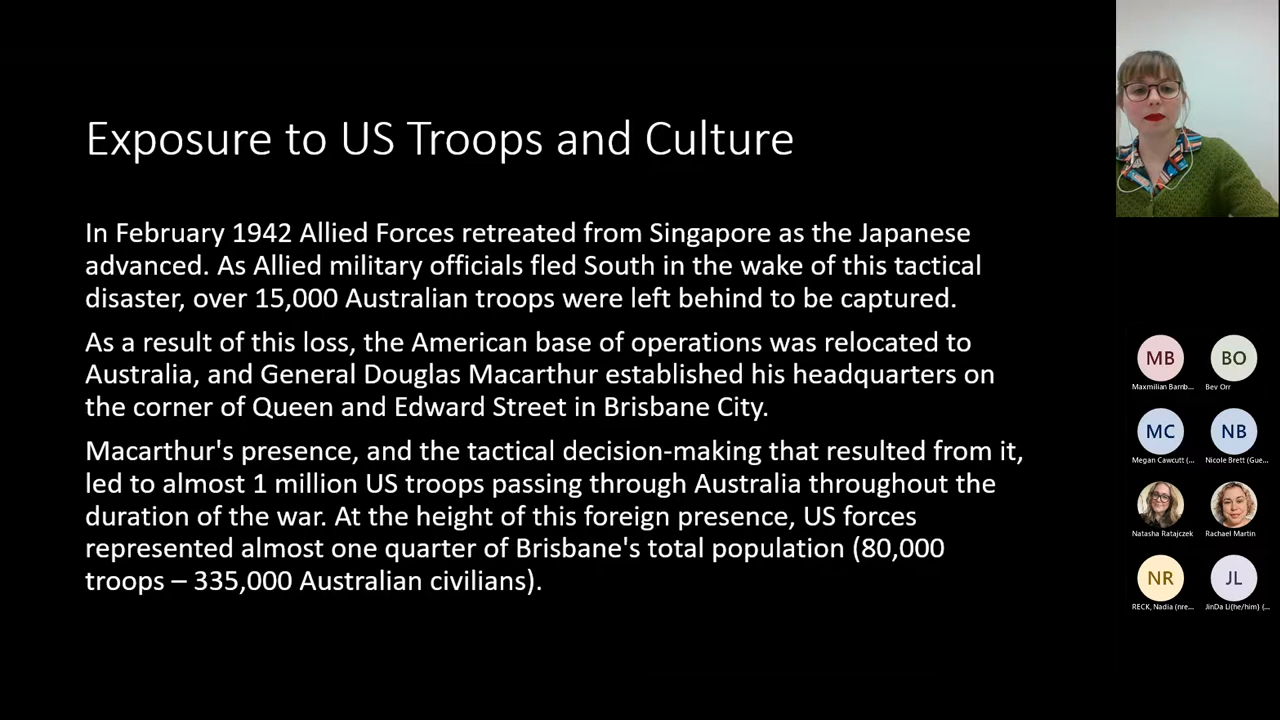 Exposure to US Troops and Culture
In February 1942 Allied Forces retreated from Singapore as the Japanese
advanced. As Allied military officials fled South in the wake of this tactical
disaster, over 15,000 Australian troops were left behind to be captured.
As a result of this loss, the American base of operations was relocated to
Australia, and General Douglas Macarthur established his headquarters on
the corner of Queen and Edward Street in Brisbane City.
Macarthur's presence, and the tactical decision-making that resulted from it,
led to almost 1 million US troops passing through Australia throughout the
duration of the war. At the height of this foreign presence, US forces
represented almost one quarter of Brisbane's total population (80,000
troops – 335,000 Australian civilians).
MB BO
Maxmilian Bamb... Bev Orr
MC NB
Megan Cawcutt (... Nicole Brett (Gue...
Natasha Ratajczek Rachael Martin
NR JL
RECK, Nadia (nre... JinDa Li(he/him) (...